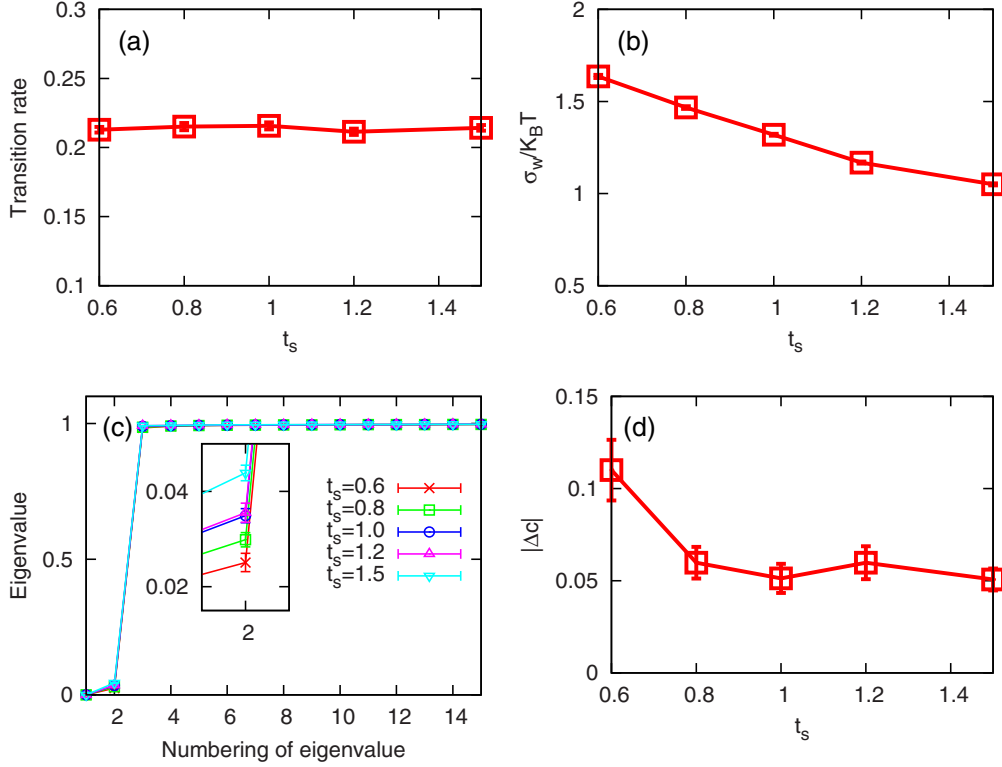 (a)
0.3
0.25
0.2
0.15
0.1
Transition rate
0.6 0.8 1 1.2 1.4
t_s
(b)
2
1.5
1
0.5
σ_w/K_BT
0.6 0.8 1 1.2 1.4
t_s
(c)
1
0.5
0
Eigenvalue
0.04
0.02
2
t_s=0.6
t_s=0.8
t_s=1.0
t_s=1.2
t_s=1.5
2 4 6 8 10 12 14
Numbering of eigenvalue
(d)
0.15
0.1
0.05
0
|Δc|
0.6 0.8 1 1.2 1.4
t_s